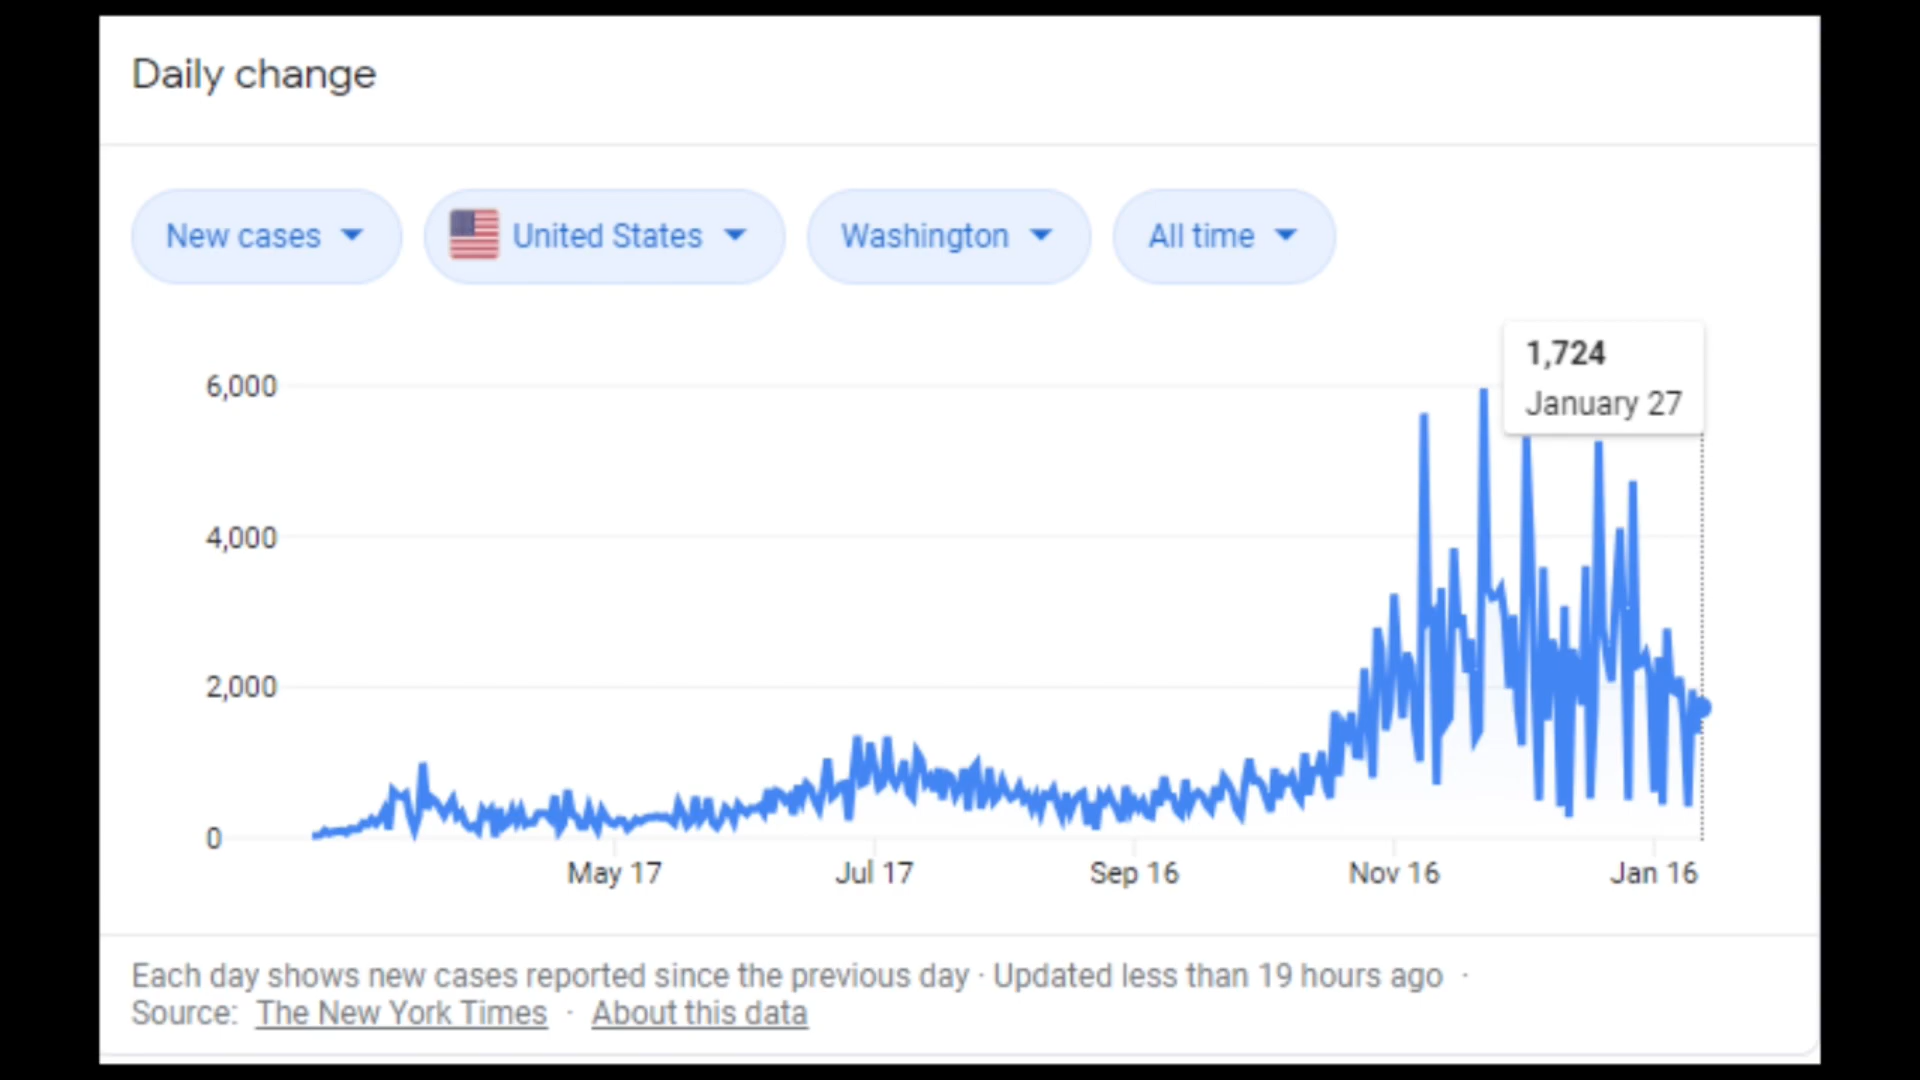 Daily change
New cases United States Washington All time
1,724
January 27
6,000
4,000
2,000
0
May 17 Jul 17 Sep 16 Nov 16 Jan 16
Each day shows new cases reported since the previous day · Updated less than 19 hours ago ·
Source: The New York Times · About this data